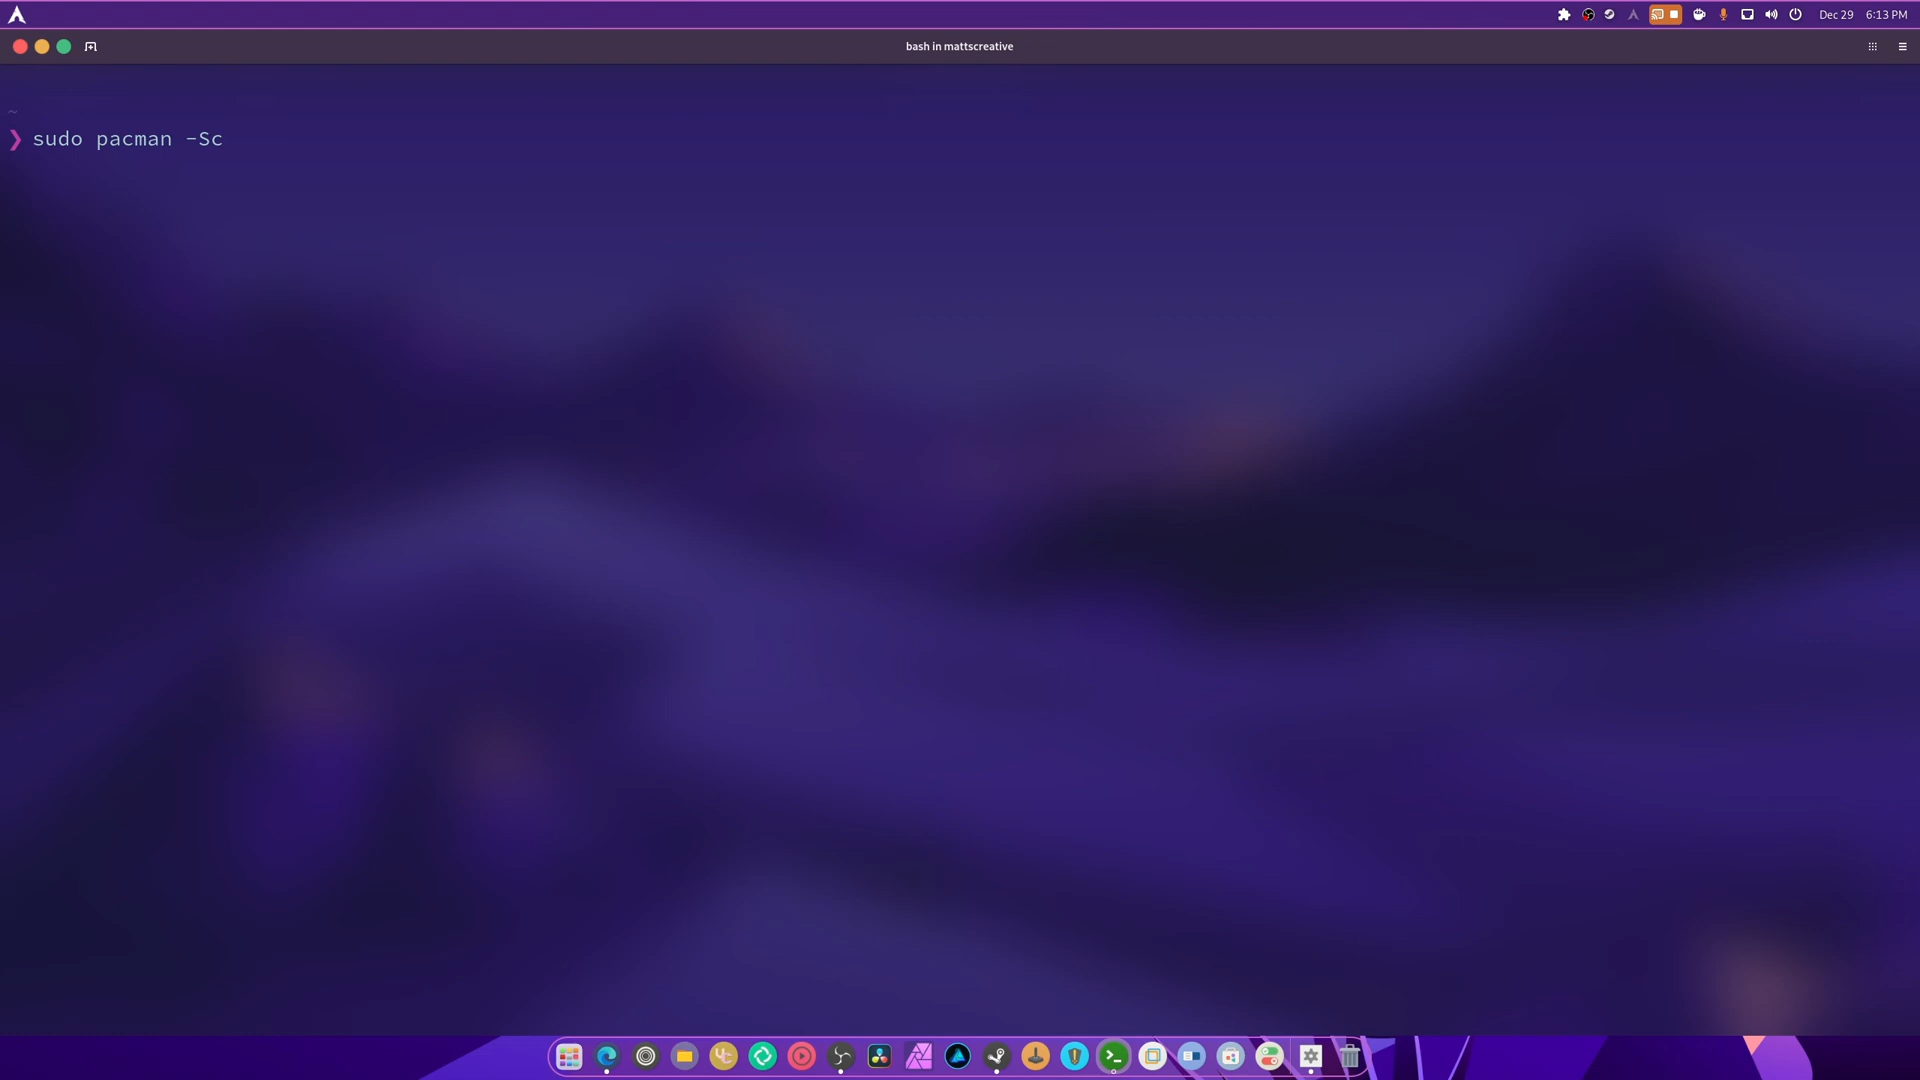 Dec 29 6:13 PM
bash in mattscreative
~
❯ sudo pacman -Sc